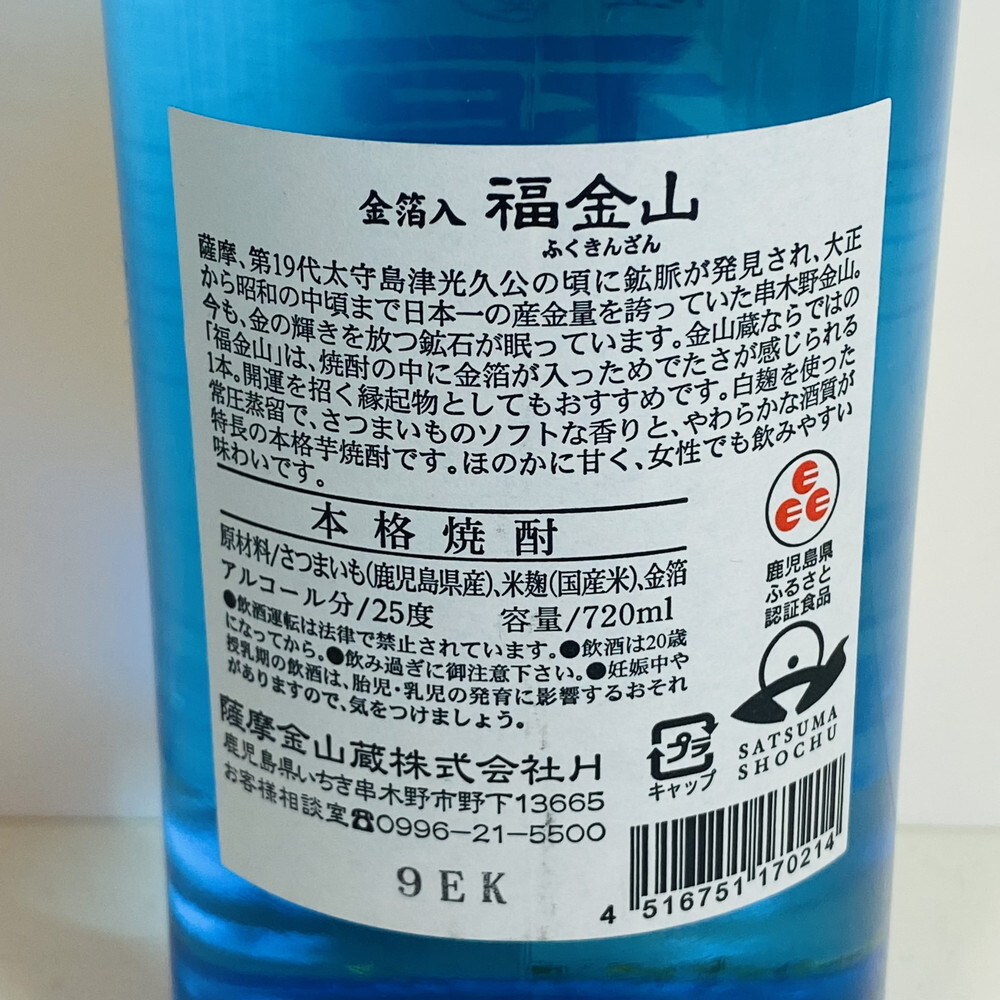 金箔入 福金山
ふくきんざん
薩摩、第19代太守島津光久公の頃に鉱脈が発見され、大正
から昭和の中頃まで日本一の産金量を誇っていた串木野金山。
今も、金の輝きを放つ鉱石が眠っています。金山蔵ならではの
「福金山」は、焼酎の中に金箔が入っためでたさが感じられる
1本。開運を招く縁起物としてもおすすめです。白麹を使った
常圧蒸留で、さつまいものソフトな香りと、やわらかな酒質が
特長の本格芋焼酎です。ほのかに甘く、女性でも飲みやすい
味わいです。
本格焼酎
原材料/さつまいも(鹿児島県産)、米麹(国産米)、金箔
アルコール分/25度 容量/720ml
●飲酒運転は法律で禁止されています。●飲酒は20歳
になってから。●飲み過ぎに御注意下さい。●妊娠中や
授乳期の飲酒は、胎児・乳児の発育に影響するおそれ
がありますので、気をつけましょう。
薩摩金山蔵株式会社H
鹿児島県いちき串木野市野下13665
お客様相談室☎0996-21-5500
9EK
EEE
鹿児島県
ふるさと
認証食品
SATSUMA
SHOCHU
プラ
キャップ
4 516751 170214